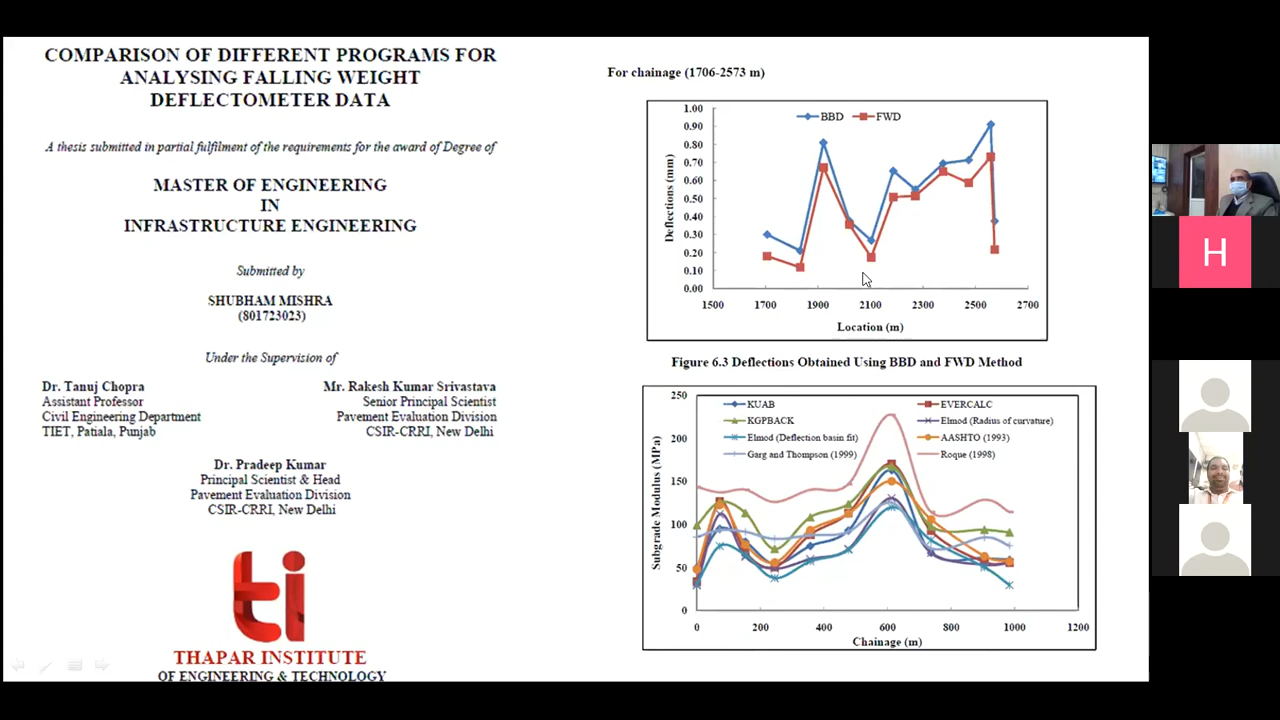 COMPARISON OF DIFFERENT PROGRAMS FOR
ANALYSING FALLING WEIGHT
DEFLECTOMETER DATA
A thesis submitted in partial fulfilment of the requirements for the award of Degree of
MASTER OF ENGINEERING
IN
INFRASTRUCTURE ENGINEERING
Submitted by
SHUBHAM MISHRA
(801723023)
Under the Supervision of
Dr. Tanuj Chopra
Assistant Professor
Civil Engineering Department
TIET, Patiala, Punjab
Mr. Rakesh Kumar Srivastava
Senior Principal Scientist
Pavement Evaluation Division
CSIR-CRRI, New Delhi
Dr. Pradeep Kumar
Principal Scientist & Head
Pavement Evaluation Division
CSIR-CRRI, New Delhi
ti
THAPAR INSTITUTE
OF ENGINEERING & TECHNOLOGY
For chainage (1706-2573 m)
BBD FWD
Deflections (mm)
1.00
0.90
0.80
0.70
0.60
0.50
0.40
0.30
0.20
0.10
0.00
1500 1700 1900 2100 2300 2500 2700
Location (m)
Figure 6.3 Deflections Obtained Using BBD and FWD Method
KUAB EVERCALC
KGPBACK Elmod (Radius of curvature)
Elmod (Deflection basin fit) AASHTO (1993)
Garg and Thompson (1999) Roque (1998)
Subgrade Modulus (MPa)
250
200
150
100
50
0
0 200 400 600 800 1000 1200
Chainage (m)
H